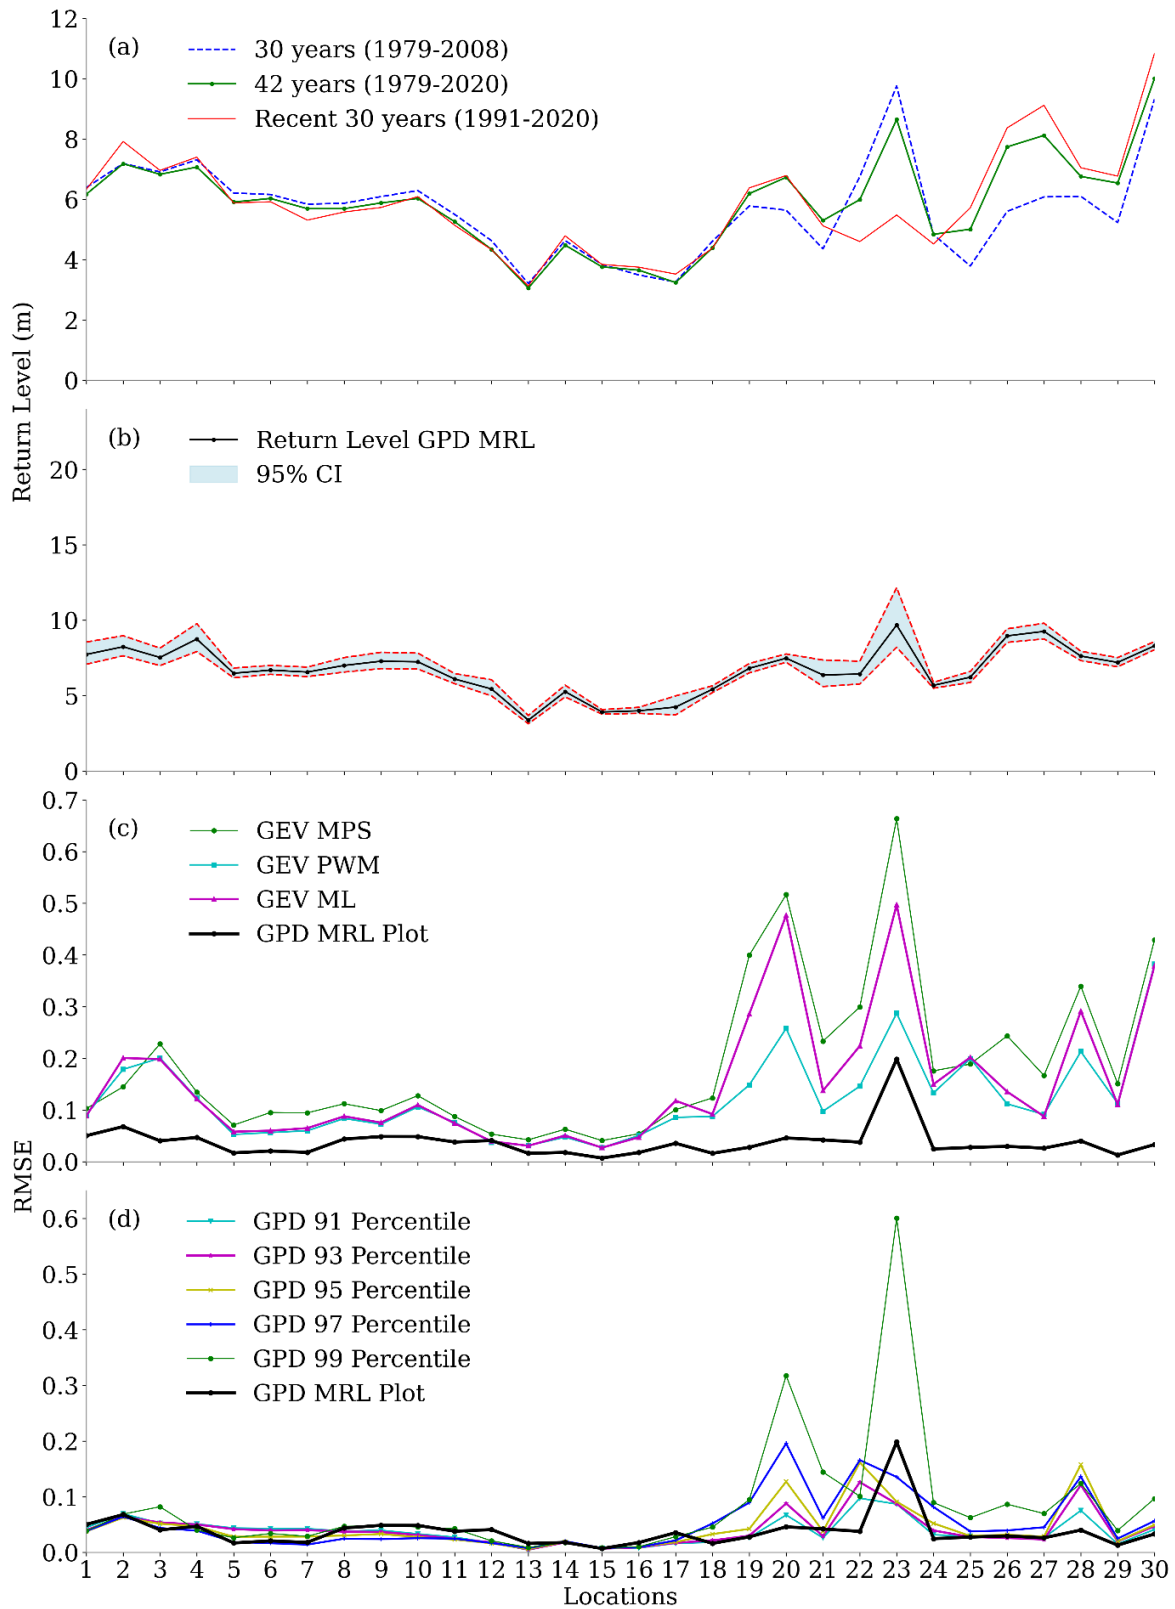 12
(a)
30 years (1979-2008)
42 years (1979-2020)
Recent 30 years (1991-2020)
10
8
6
4
2
0
Return Level (m)
(b)
Return Level GPD MRL
95% CI
20
15
10
5
0
0.7
(c)
GEV MPS
GEV PWM
GEV ML
GPD MRL Plot
0.6
0.5
0.4
0.3
0.2
0.1
0.0
RMSE
(d)
GPD 91 Percentile
GPD 93 Percentile
GPD 95 Percentile
GPD 97 Percentile
GPD 99 Percentile
GPD MRL Plot
0.6
0.5
0.4
0.3
0.2
0.1
0.0
1 2 3 4 5 6 7 8 9 10 11 12 13 14 15 16 17 18 19 20 21 22 23 24 25 26 27 28 29 30
Locations